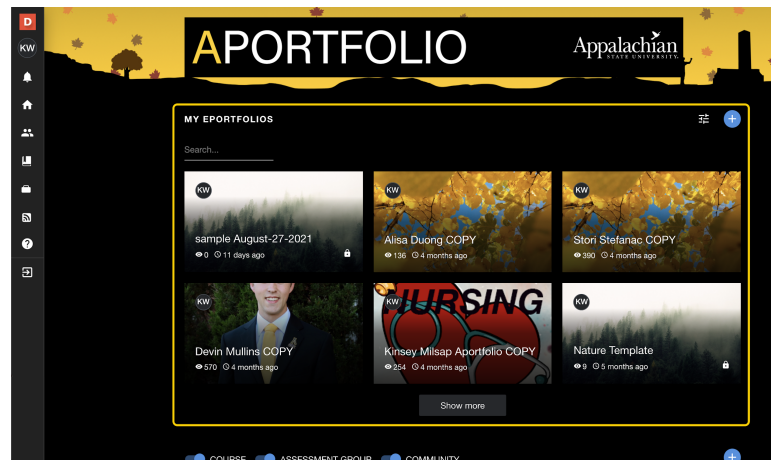 D
KW
APORTFOLIO
Appalachian
STATE UNIVERSITY.
MY EPORTFOLIOS
Search...
KW
sample August-27-2021
0 11 days ago
KW
Alisa Duong COPY
136 4 months ago
KW
Stori Stefanac COPY
390 4 months ago
KW
Devin Mullins COPY
570 4 months ago
NURSING
KW
Kinsey Milsap Aportfolio COPY
254 4 months ago
KW
Nature Template
9 5 months ago
Show more
COURSE ASSESSMENT GROUP COMMUNITY